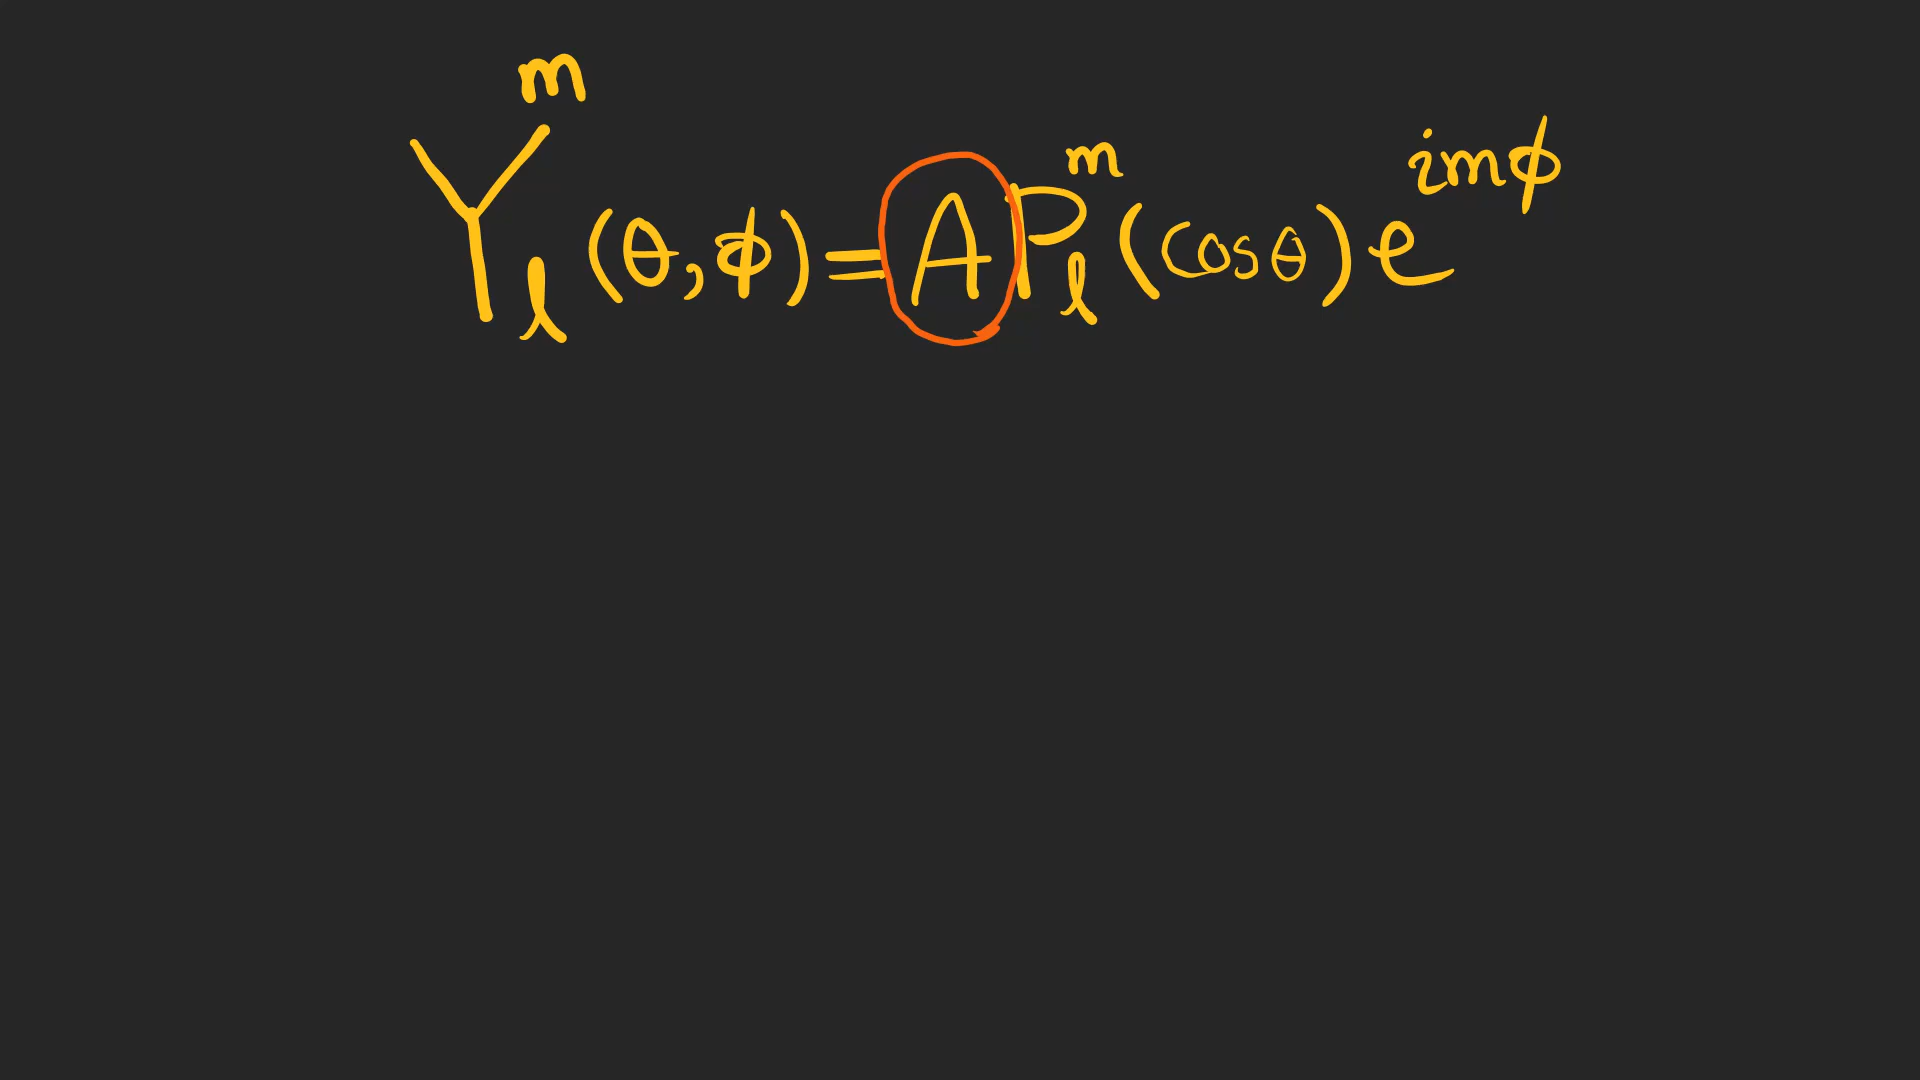 Y_l^m (θ,ϕ) = A P_l^m (cosθ) e^{imϕ}